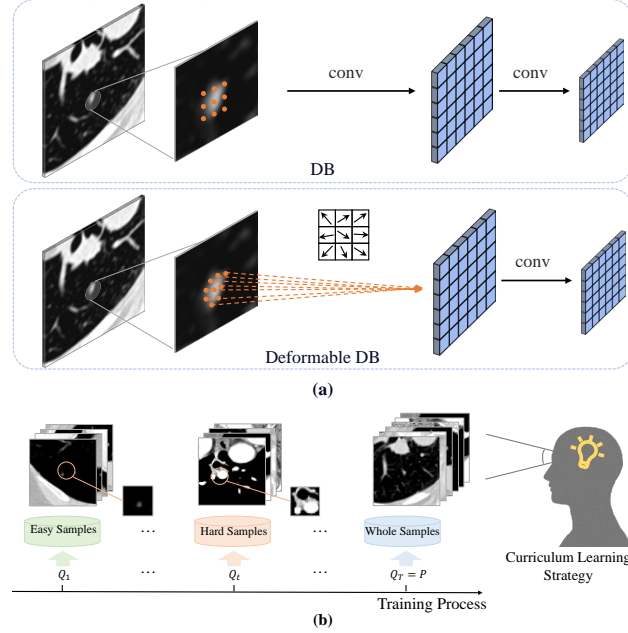 conv
conv
DB
conv
Deformable DB
(a)
Easy Samples
...
Hard Samples
...
Whole Samples
Q₁
...
Qₜ
...
Q_T = P
Curriculum Learning
Strategy
Training Process
(b)